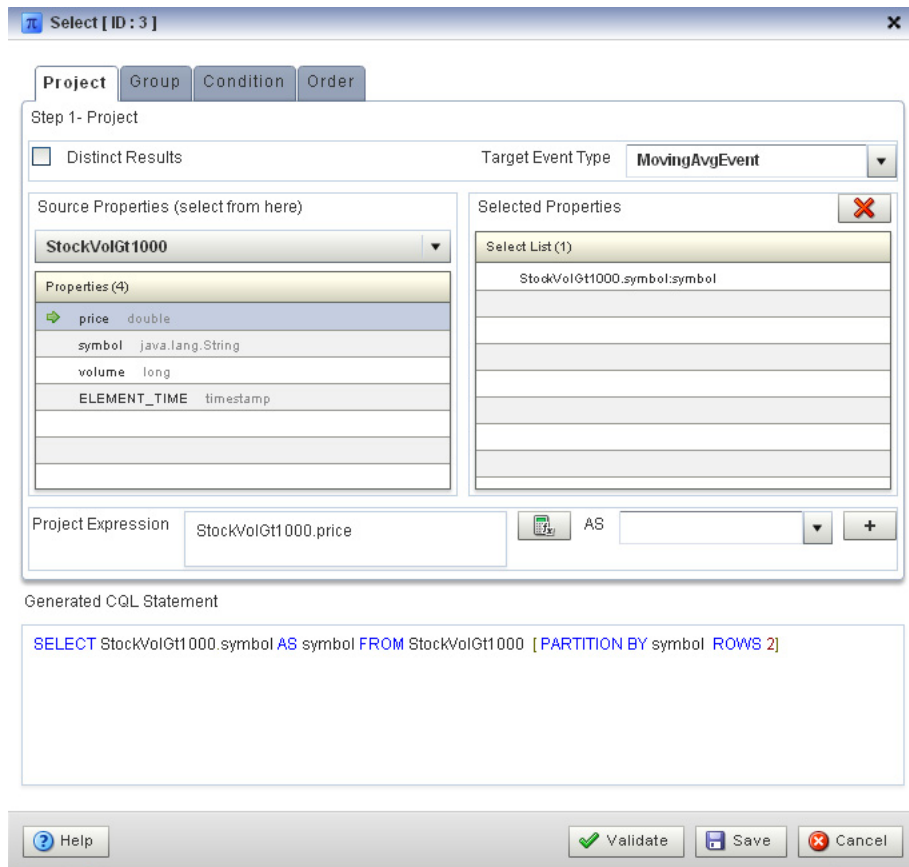 π Select [ ID : 3 ]
Project Group Condition Order
Step 1- Project
Distinct Results Target Event Type MovingAvgEvent
Source Properties (select from here)
StockVolGt1000
Properties (4)
price double
symbol java.lang.String
volume long
ELEMENT_TIME timestamp
Selected Properties
Select List (1)
StockVolGt1000.symbol:symbol
Project Expression StockVolGt1000.price fx AS +
Generated CQL Statement
SELECT StockVolGt1000.symbol AS symbol FROM StockVolGt1000 [ PARTITION BY symbol ROWS 2]
? Help Validate Save Cancel